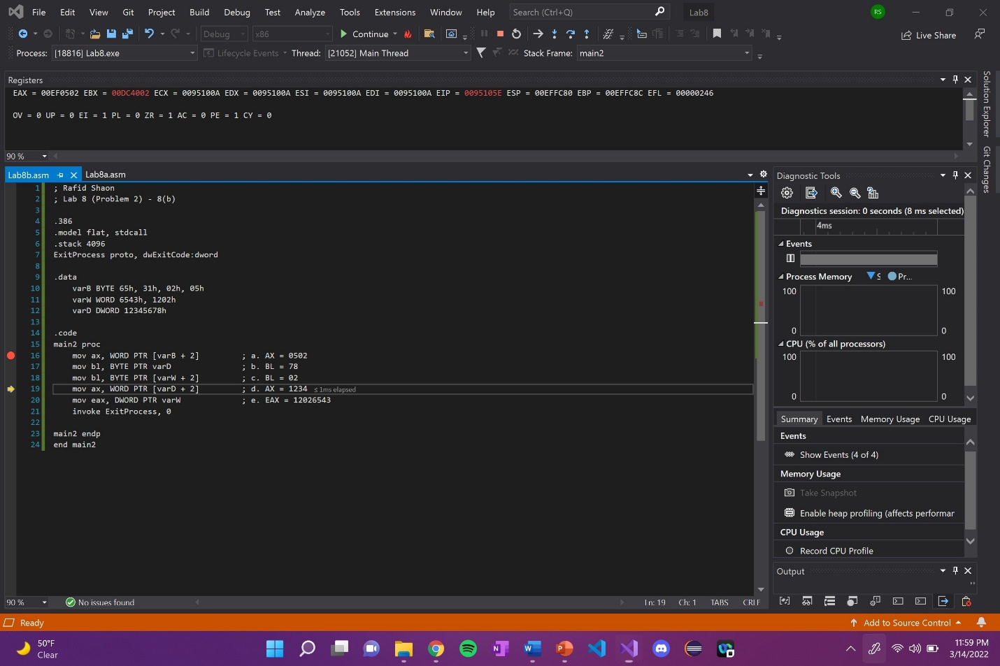 File Edit View Git Project Build Debug Test Analyze Tools Extensions Window Help Search (Ctrl+Q) Lab8 RS
Debug x86 Continue Live Share
Process: [18816] Lab8.exe Lifecycle Events Thread: [21052] Main Thread Stack Frame: main2
Registers
EAX = 00EF0502 EBX = 00DC4002 ECX = 0095100A EDX = 0095100A ESI = 0095100A EDI = 0095100A EIP = 0095105E ESP = 00EFFC80 EBP = 00EFFC8C EFL = 00000246
OV = 0 UP = 0 EI = 1 PL = 0 ZR = 1 AC = 0 PE = 1 CY = 0
90 %
Solution Explorer
Git Changes
Lab8b.asm Lab8a.asm
1 ; Rafid Shaon
2 ; Lab 8 (Problem 2) - 8(b)
3
4 .386
5 .model flat, stdcall
6 .stack 4096
7 ExitProcess proto, dwExitCode:dword
8
9 .data
10 varB BYTE 65h, 31h, 02h, 05h
11 varW WORD 6543h, 1202h
12 varD DWORD 12345678h
13
14 .code
15 main2 proc
16 mov ax, WORD PTR [varB + 2] ; a. AX = 0502
17 mov bl, BYTE PTR varD ; b. BL = 78
18 mov bl, BYTE PTR [varW + 2] ; c. BL = 02
19 mov ax, WORD PTR [varD + 2] ; d. AX = 1234 ≤ 1ms elapsed
20 mov eax, DWORD PTR varW ; e. EAX = 12026543
21 invoke ExitProcess, 0
22
23 main2 endp
24 end main2
90 % No issues found Ln: 19 Ch: 1 TABS CRLF
Diagnostic Tools
Diagnostics session: 0 seconds (8 ms selected)
4ms
Events
Process Memory S Pr...
100 100
0 0
CPU (% of all processors)
100 100
0 0
Summary Events Memory Usage CPU Usage
Events
Show Events (4 of 4)
Memory Usage
Take Snapshot
Enable heap profiling (affects performar
CPU Usage
Record CPU Profile
Output
Ready Add to Source Control
50°F
Clear
11:59 PM
3/14/2022